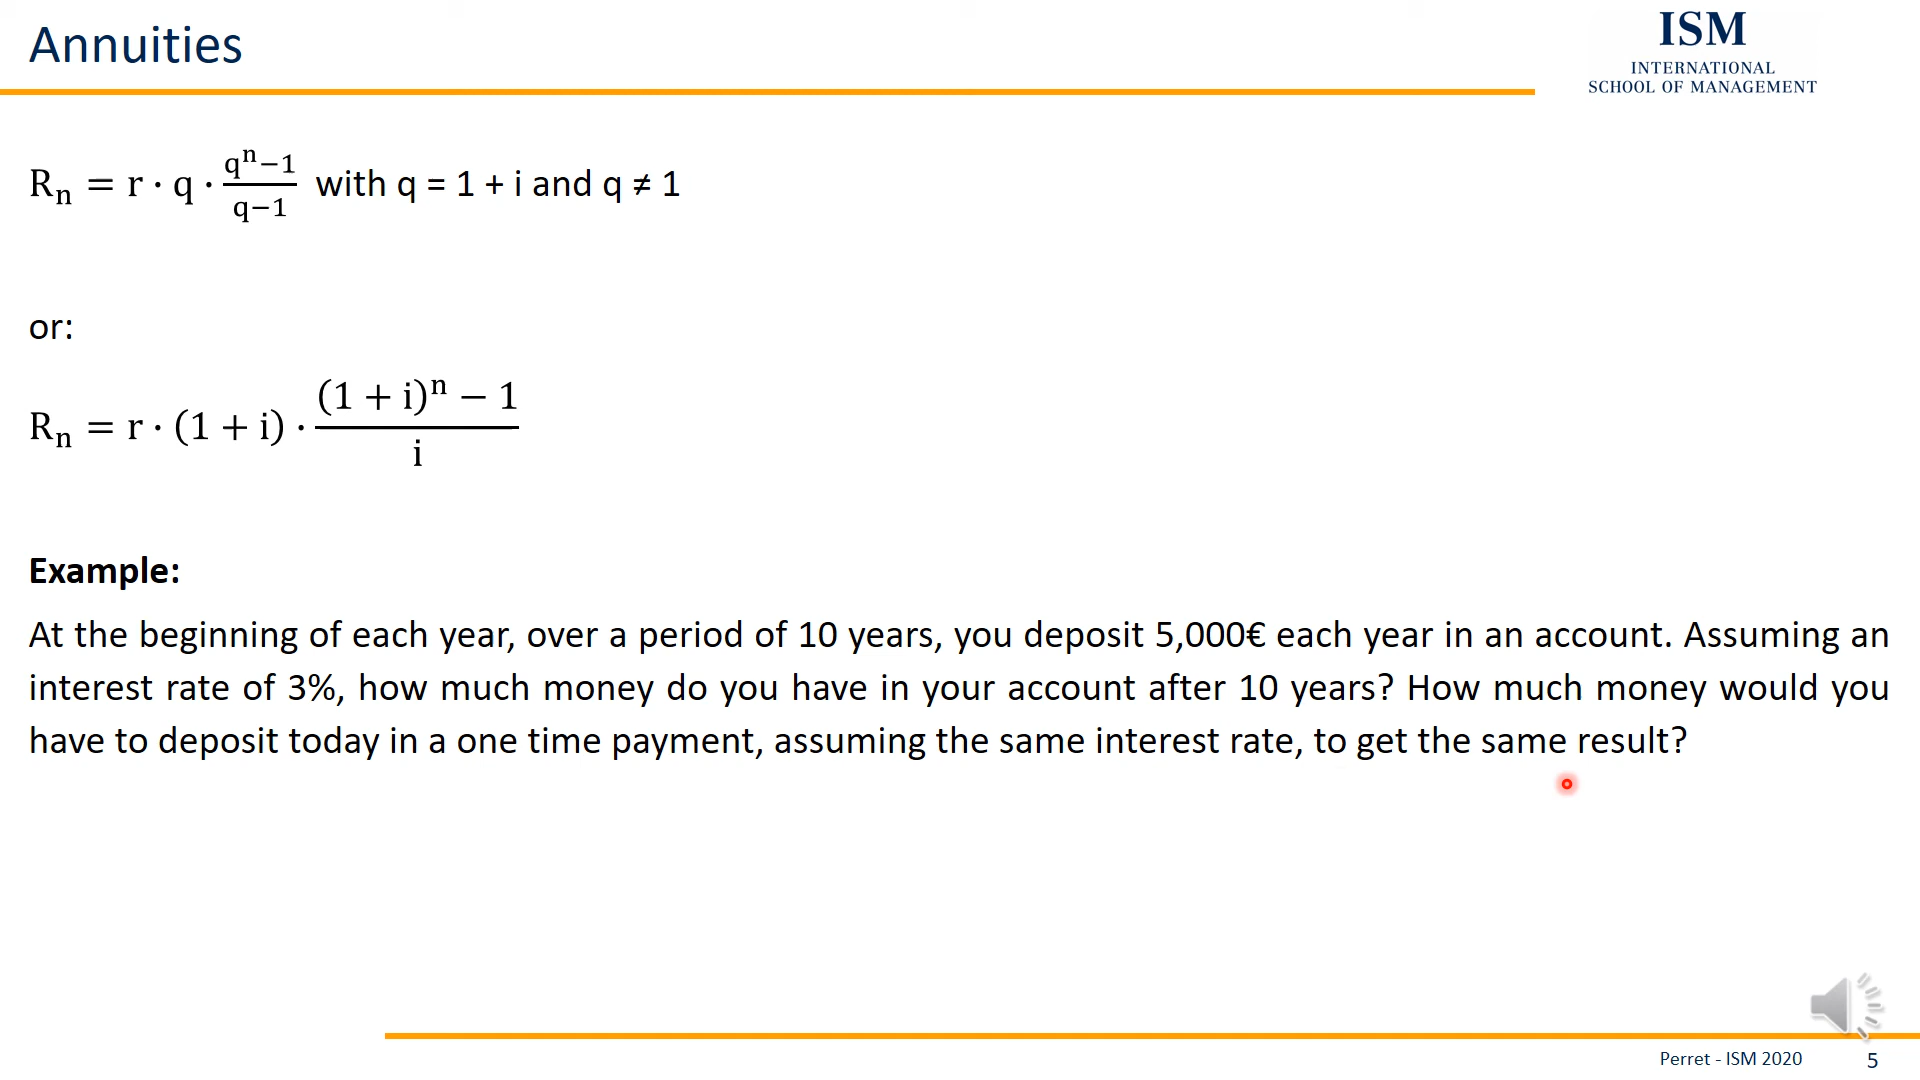 Annuities
ISM
INTERNATIONAL
SCHOOL OF MANAGEMENT
Rₙ = r · q · (qⁿ−1)/(q−1) with q = 1 + i and q ≠ 1
or:
Rₙ = r · (1 + i) · ((1 + i)ⁿ − 1)/i
Example:
At the beginning of each year, over a period of 10 years, you deposit 5,000€ each year in an account. Assuming an
interest rate of 3%, how much money do you have in your account after 10 years? How much money would you
have to deposit today in a one time payment, assuming the same interest rate, to get the same result?
Perret - ISM 2020
5